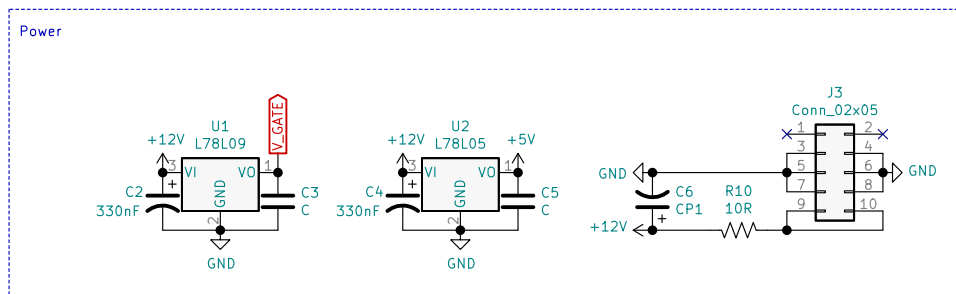 Power
V_GATE
+12V
U1
L78L09
3
VI
VO
1
GND
2
+
C2
330nF
C3
C
GND
+12V
U2
L78L05
+5V
3
VI
VO
1
GND
2
+
C4
330nF
C5
C
GND
J3
Conn_02x05
1
2
3
4
5
6
7
8
9
10
GND
GND
C6
CP1
+
R10
10R
+12V